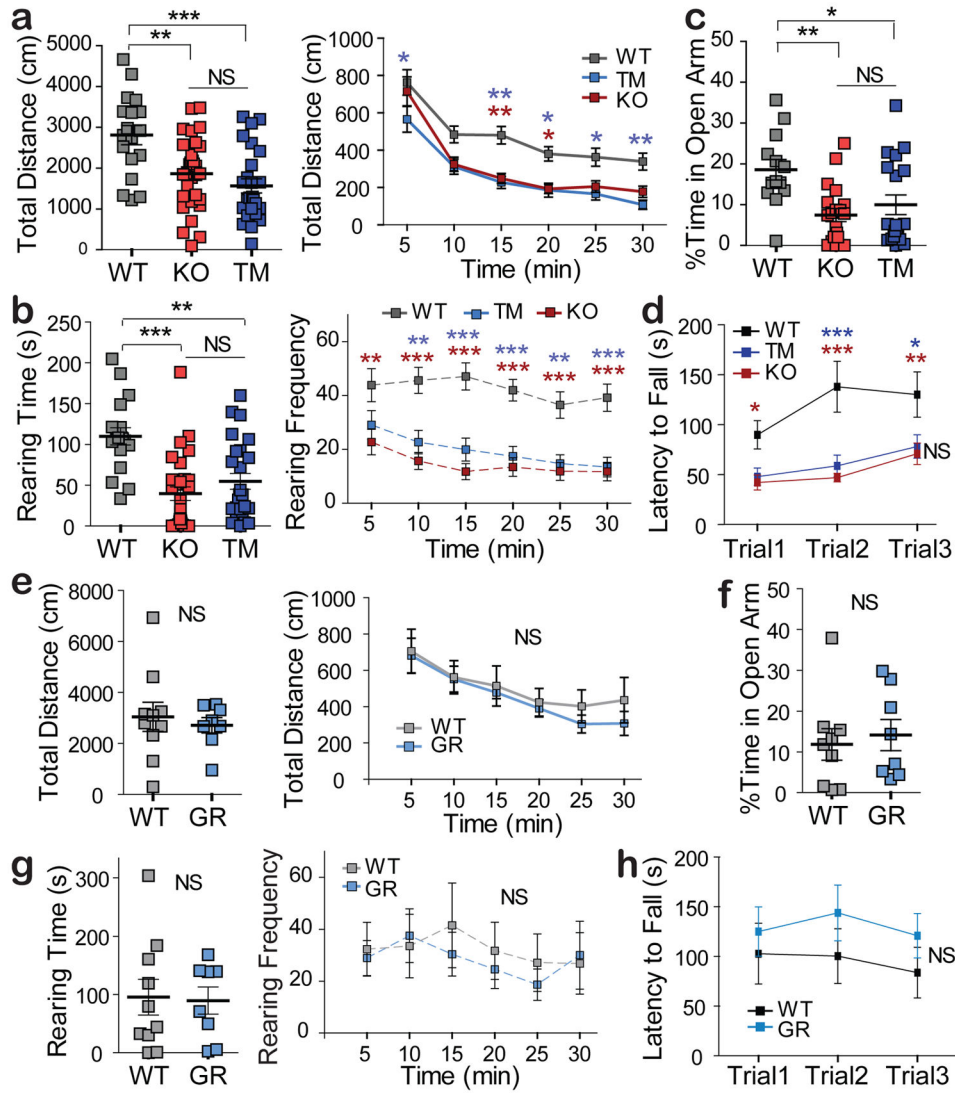 a
Total Distance (cm)
5000
4000
3000
2000
1000
0
***
**
NS
WT KO TM
Total Distance (cm)
1000
800
600
400
200
0
WT
TM
KO
* ** * * **
** *
5 10 15 20 25 30
Time (min)
c
%Time in Open Arm
50
40
30
20
10
0
*
**
NS
WT KO TM
b
Rearing Time (s)
250
200
150
100
50
0
**
***
NS
WT KO TM
Rearing Frequency
60
40
20
0
WT TM KO
** *** *** ** ***
** *** *** *** *** ***
5 10 15 20 25 30
Time (min)
d
Latency to Fall (s)
200
150
100
50
0
WT
TM
KO
*** *
* *** **
NS
Trial1 Trial2 Trial3
e
Total Distance (cm)
8000
6000
4000
2000
0
NS
WT GR
Total Distance (cm)
1000
800
600
400
200
0
NS
WT
GR
5 10 15 20 25 30
Time (min)
f
%Time in Open Arm
50
40
30
20
10
0
NS
WT GR
g
Rearing Time (s)
300
200
100
0
NS
WT GR
Rearing Frequency
60
40
20
0
WT
GR
NS
5 10 15 20 25 30
Time (min)
h
Latency to Fall (s)
200
150
100
50
0
NS
WT
GR
Trial1 Trial2 Trial3